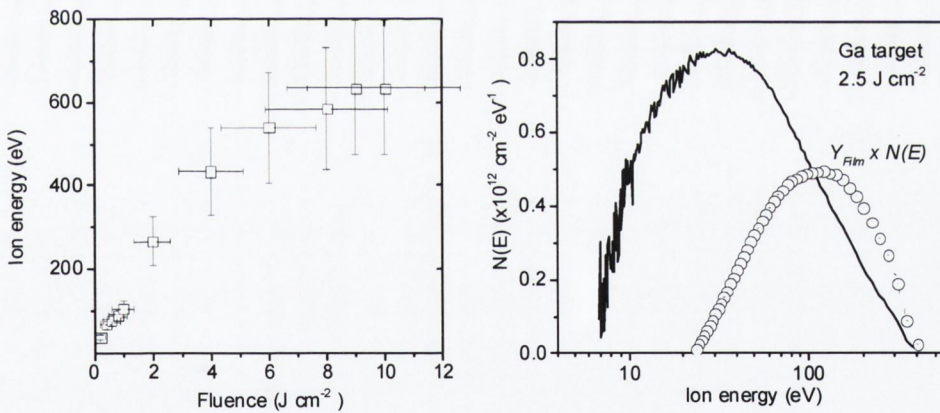 800
600
400
200
0
2
4
6
8
10
12
Ion energy (eV)
Fluence (J cm⁻²)
0.8
0.6
0.4
0.2
0.0
10
100
N(E) (x10¹² cm⁻² eV⁻¹)
Ion energy (eV)
Ga target
2.5 J cm⁻²
Y_Film x N(E)